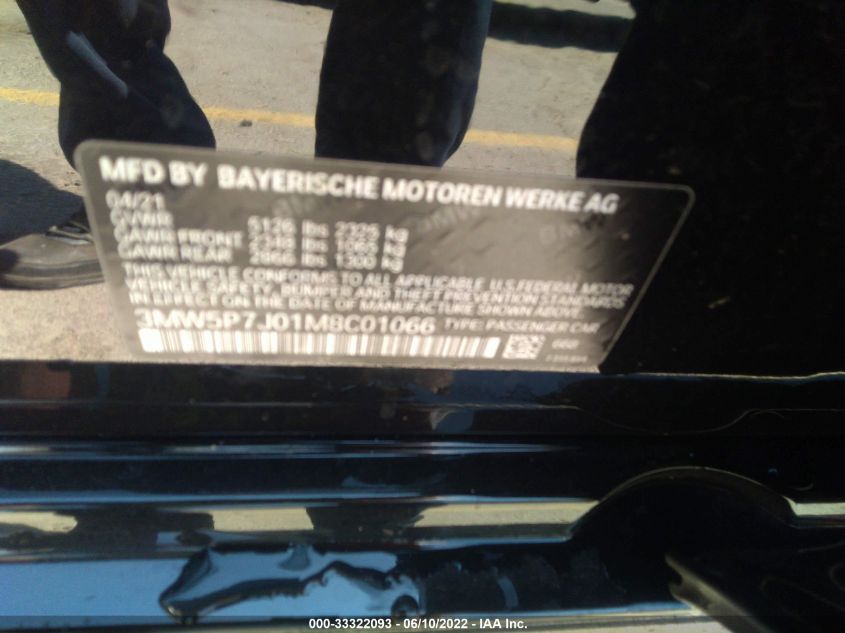 MFD BY BAYERISCHE MOTOREN WERKE AG
04/21
GVWR 5126 lbs 2325 kg
GAWR FRONT 2348 lbs 1065 kg
GAWR REAR 2866 lbs 1300 kg
THIS VEHICLE CONFORMS TO ALL APPLICABLE U.S. FEDERAL MOTOR
VEHICLE SAFETY, BUMPER AND THEFT PREVENTION STANDARDS
IN EFFECT ON THE DATE OF MANUFACTURE SHOWN ABOVE.
3MW5P7J01M8C01066 TYPE: PASSENGER CAR
668
000-33322093 - 06/10/2022 - IAA Inc.